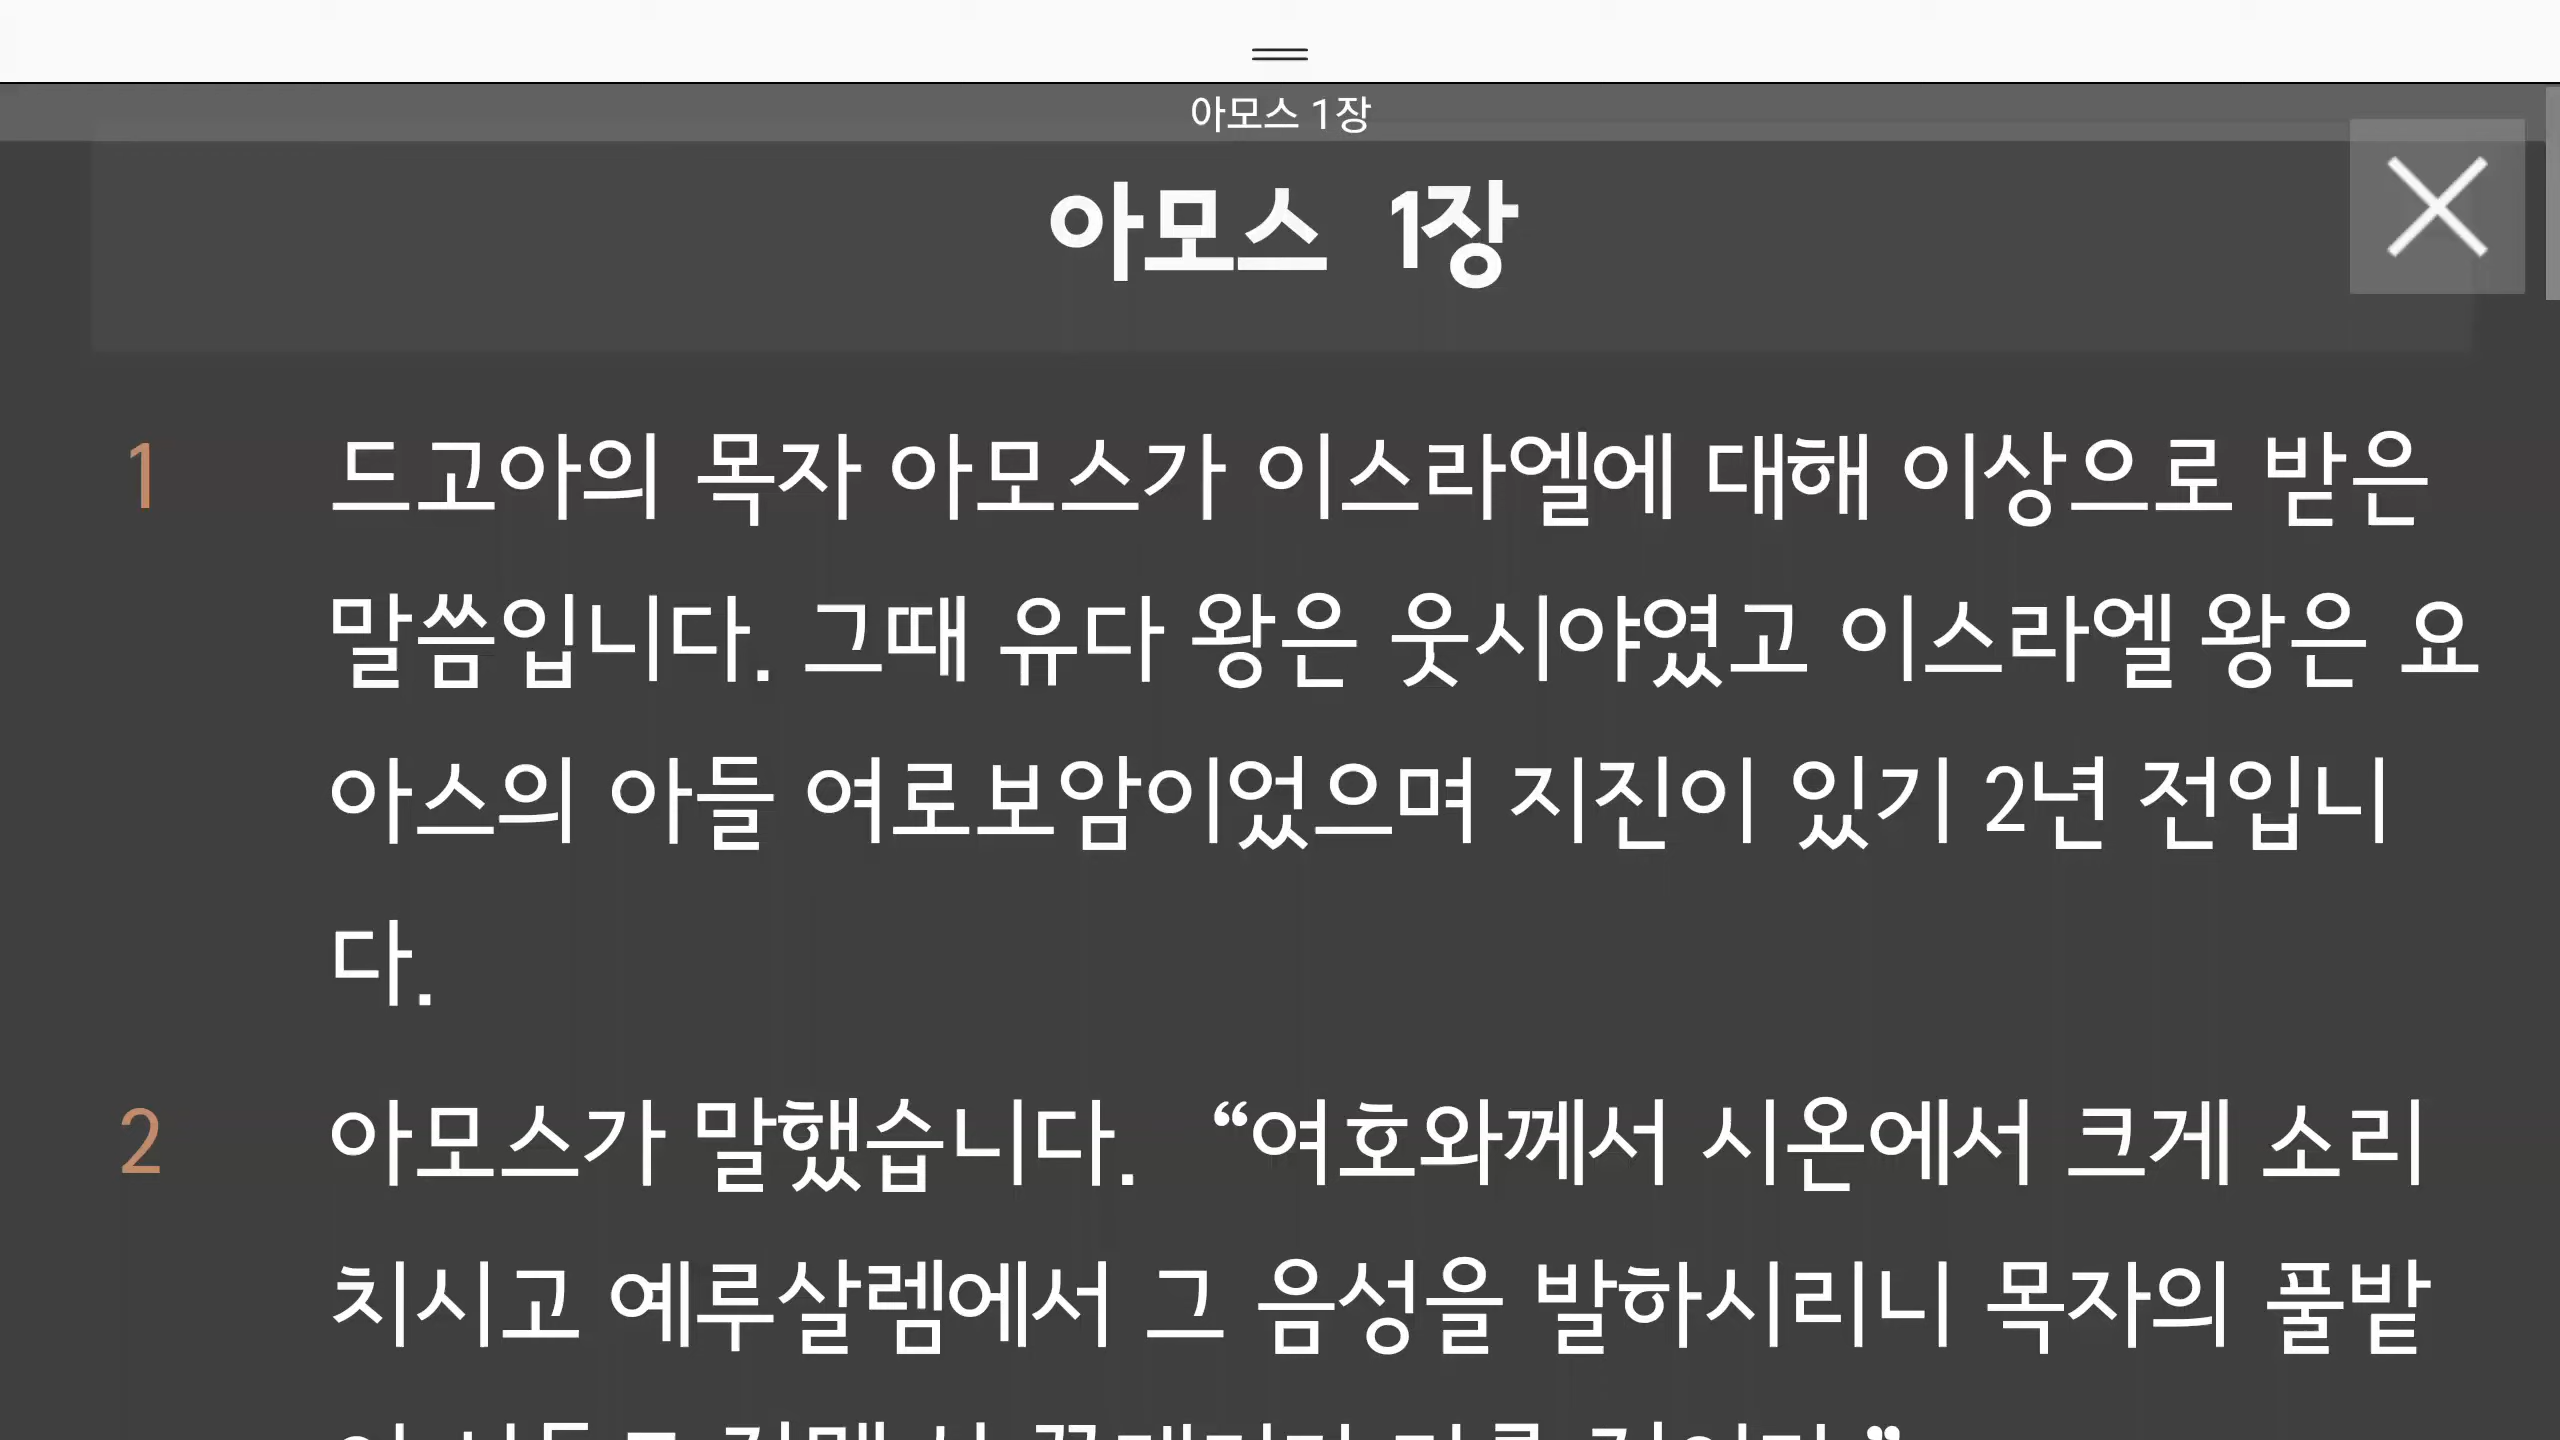 아모스 1장
아모스 1장
1 드고아의 목자 아모스가 이스라엘에 대해 이상으로 받은
말씀입니다. 그때 유다 왕은 웃시야였고 이스라엘 왕은 요
아스의 아들 여로보암이었으며 지진이 있기 2년 전입니
다.
2 아모스가 말했습니다. “여호와께서 시온에서 크게 소리
치시고 예루살렘에서 그 음성을 발하시리니 목자의 풀밭